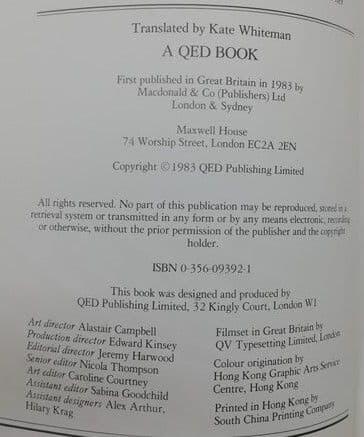 Translated by Kate Whiteman
A QED BOOK
First published in Great Britain in 1983 by
Macdonald & Co (Publishers) Ltd
London & Sydney
Maxwell House
74 Worship Street, London EC2A 2EN
Copyright ©1983 QED Publishing Limited
All rights reserved. No part of this publication may be reproduced, stored in a
retrieval system or transmitted in any form or by any means electronic, recording
or otherwise, without the prior permission of the publisher and the copyright
holder.
ISBN 0-356-09392-1
This book was designed and produced by
QED Publishing Limited, 32 Kingly Court, London W1
Art director Alastair Campbell
Production director Edward Kinsey
Editorial director Jeremy Harwood
Senior editor Nicola Thompson
Art editor Caroline Courtney
Assistant editor Sabina Goodchild
Assistant designers Alex Arthur,
Hilary Krag
Filmset in Great Britain by
QV Typesetting Limited, London
Colour origination by
Hong Kong Graphic Arts Service
Centre, Hong Kong
Printed in Hong Kong by
South China Printing Company